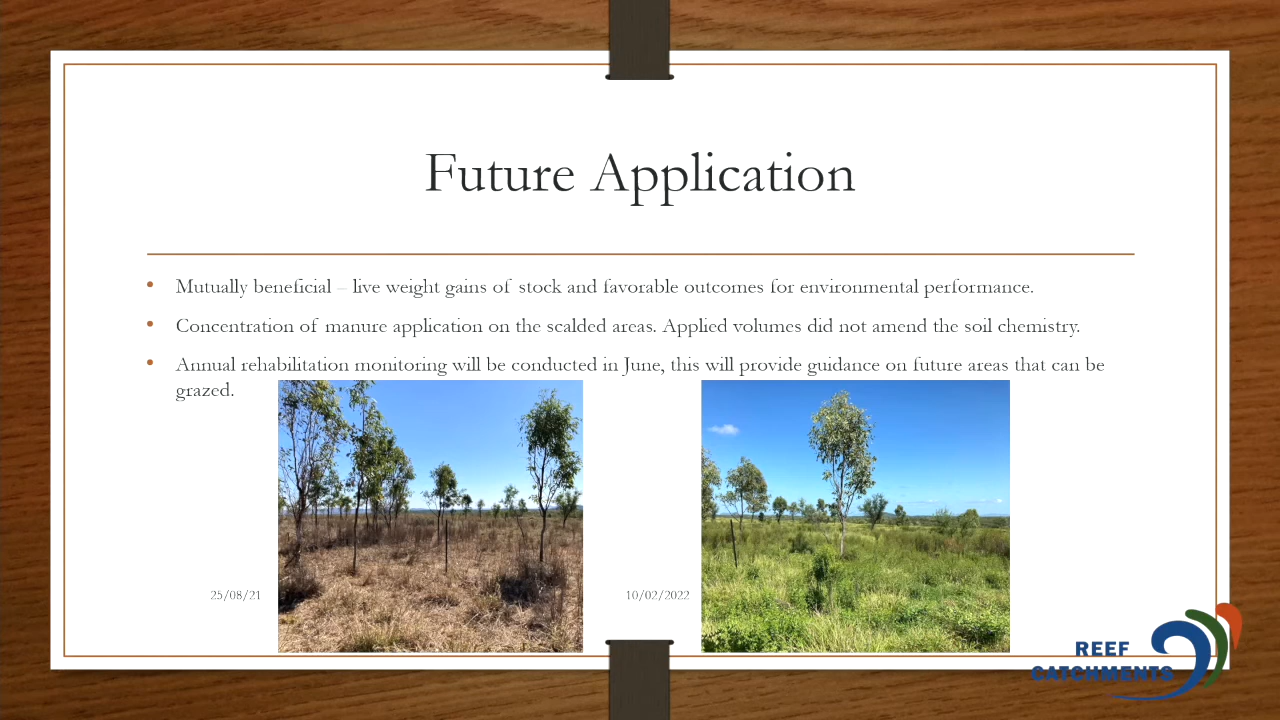 Future Application
• Mutually beneficial – live weight gains of stock and favorable outcomes for environmental performance.
• Concentration of manure application on the scalded areas. Applied volumes did not amend the soil chemistry.
• Annual rehabilitation monitoring will be conducted in June, this will provide guidance on future areas that can be
grazed.
25/08/21
10/02/2022
REEF
CATCHMENTS